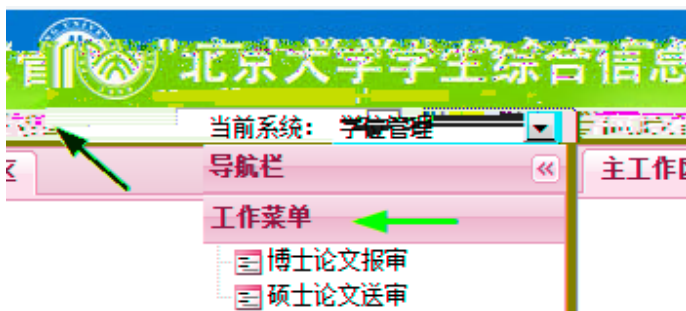 北京大学学生综合信息
当前系统： 学位管理
导航栏
主工作区
工作菜单
博士论文报审
硕士论文送审